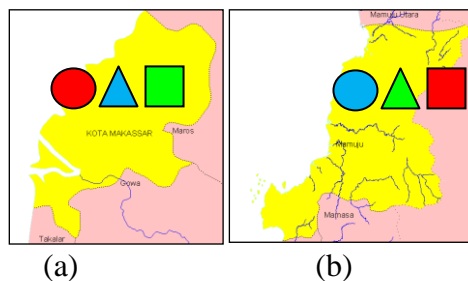 KOTA MAKASSAR
Maros
Gowa
Takalar
(a)
Mamuju Utara
Mamuju
Mamasa
(b)